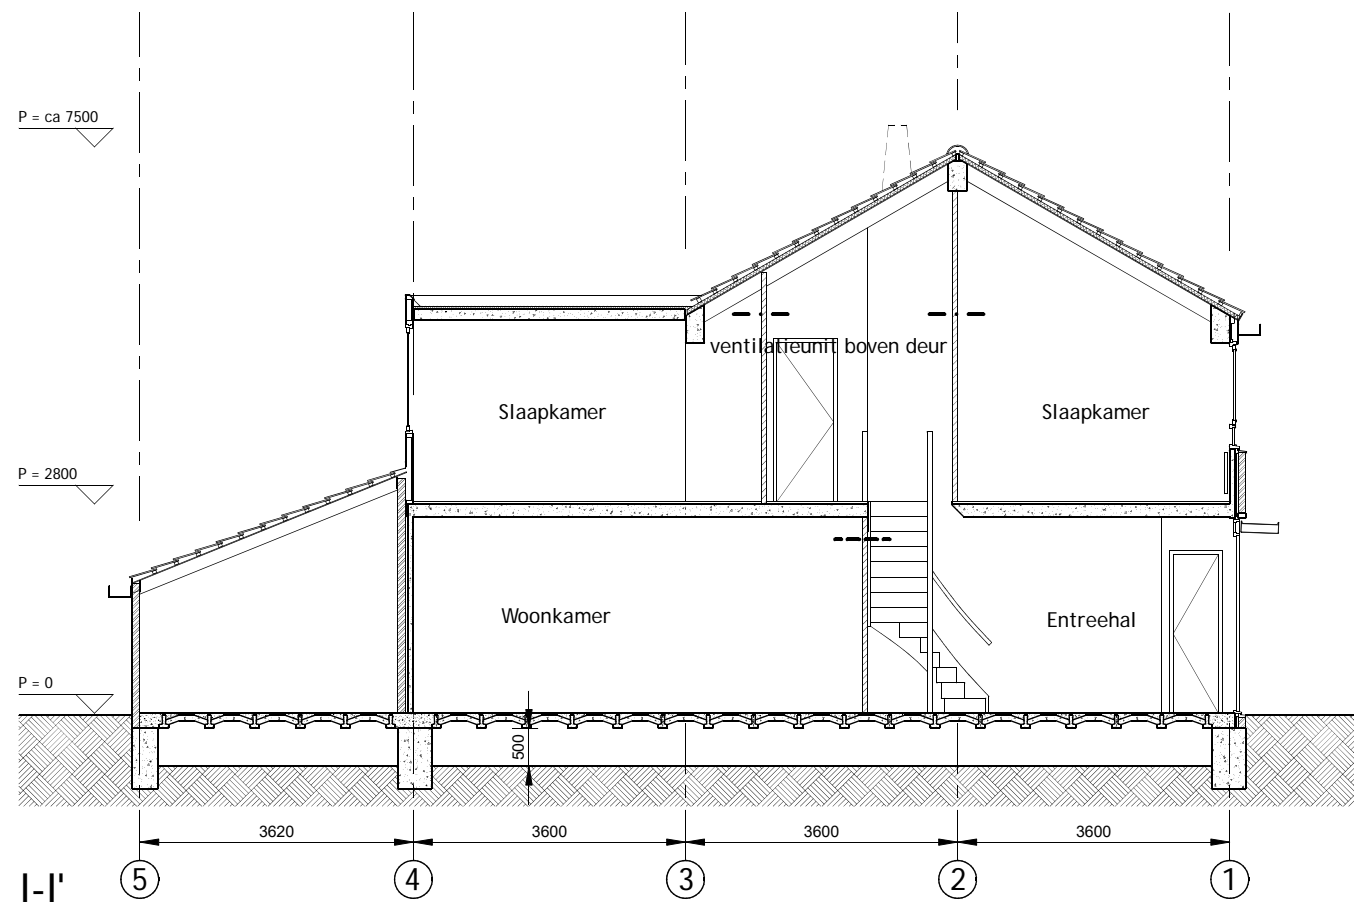 P = ca 7500
ventilatieunit boven deur
Slaapkamer
Slaapkamer
P = 2800
Woonkamer
Entreehal
P = 0
500
3620
3600
3600
3600
5
4
3
2
1
I-I'